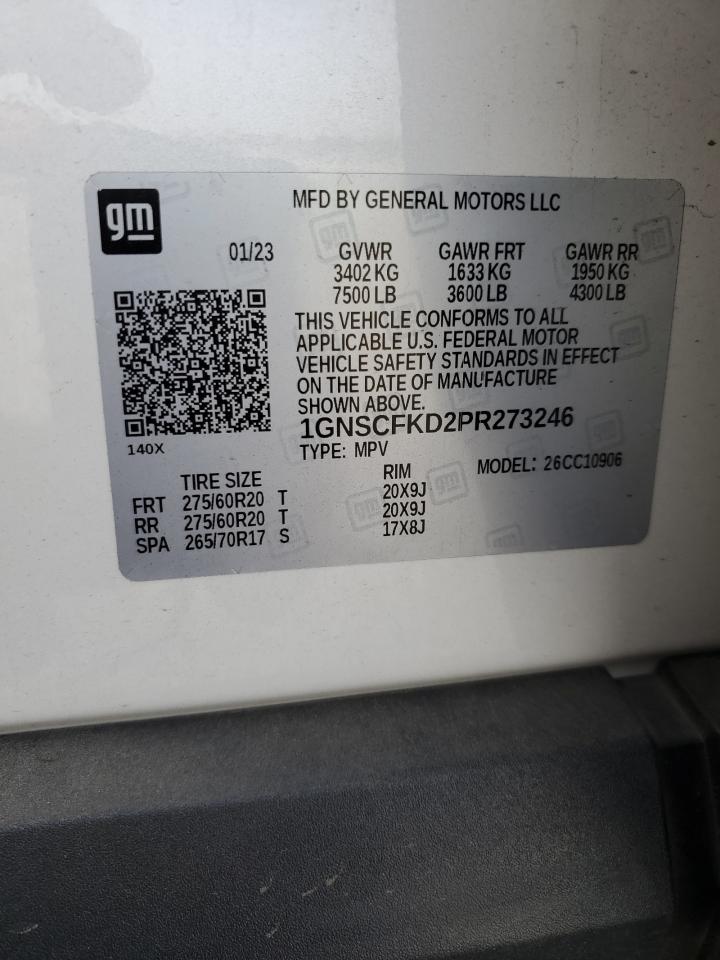 gm
MFD BY GENERAL MOTORS LLC
01/23
GVWR GAWR FRT GAWR RR
3402 KG 1633 KG 1950 KG
7500 LB 3600 LB 4300 LB
THIS VEHICLE CONFORMS TO ALL
APPLICABLE U.S. FEDERAL MOTOR
VEHICLE SAFETY STANDARDS IN EFFECT
ON THE DATE OF MANUFACTURE
SHOWN ABOVE.
1GNSCFKD2PR273246
140X
TYPE: MPV MODEL: 26CC10906
TIRE SIZE RIM
FRT 275/60R20 T 20X9J
RR 275/60R20 T 20X9J
SPA 265/70R17 S 17X8J